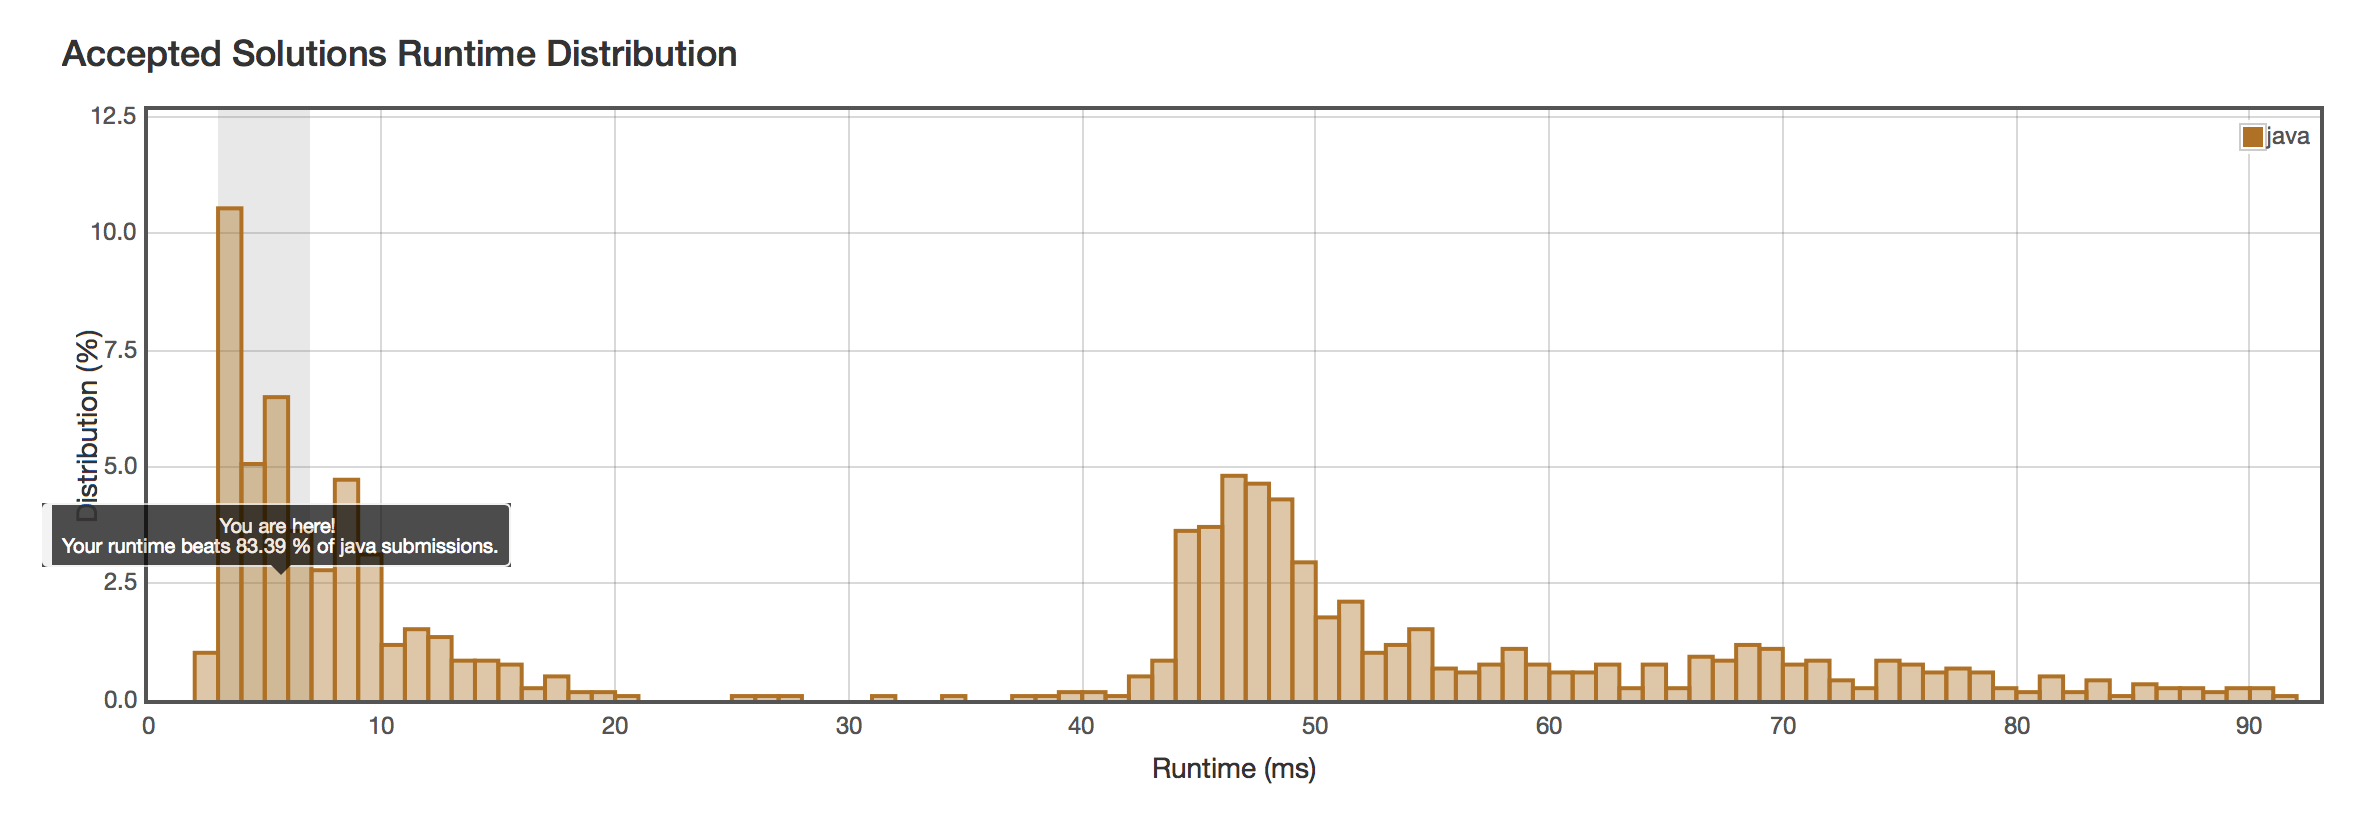 Accepted Solutions Runtime Distribution
12.5
10.0
7.5
5.0
2.5
0.0
Distribution (%)
java
You are here!
Your runtime beats 83.39 % of java submissions.
0 10 20 30 40 50 60 70 80 90
Runtime (ms)